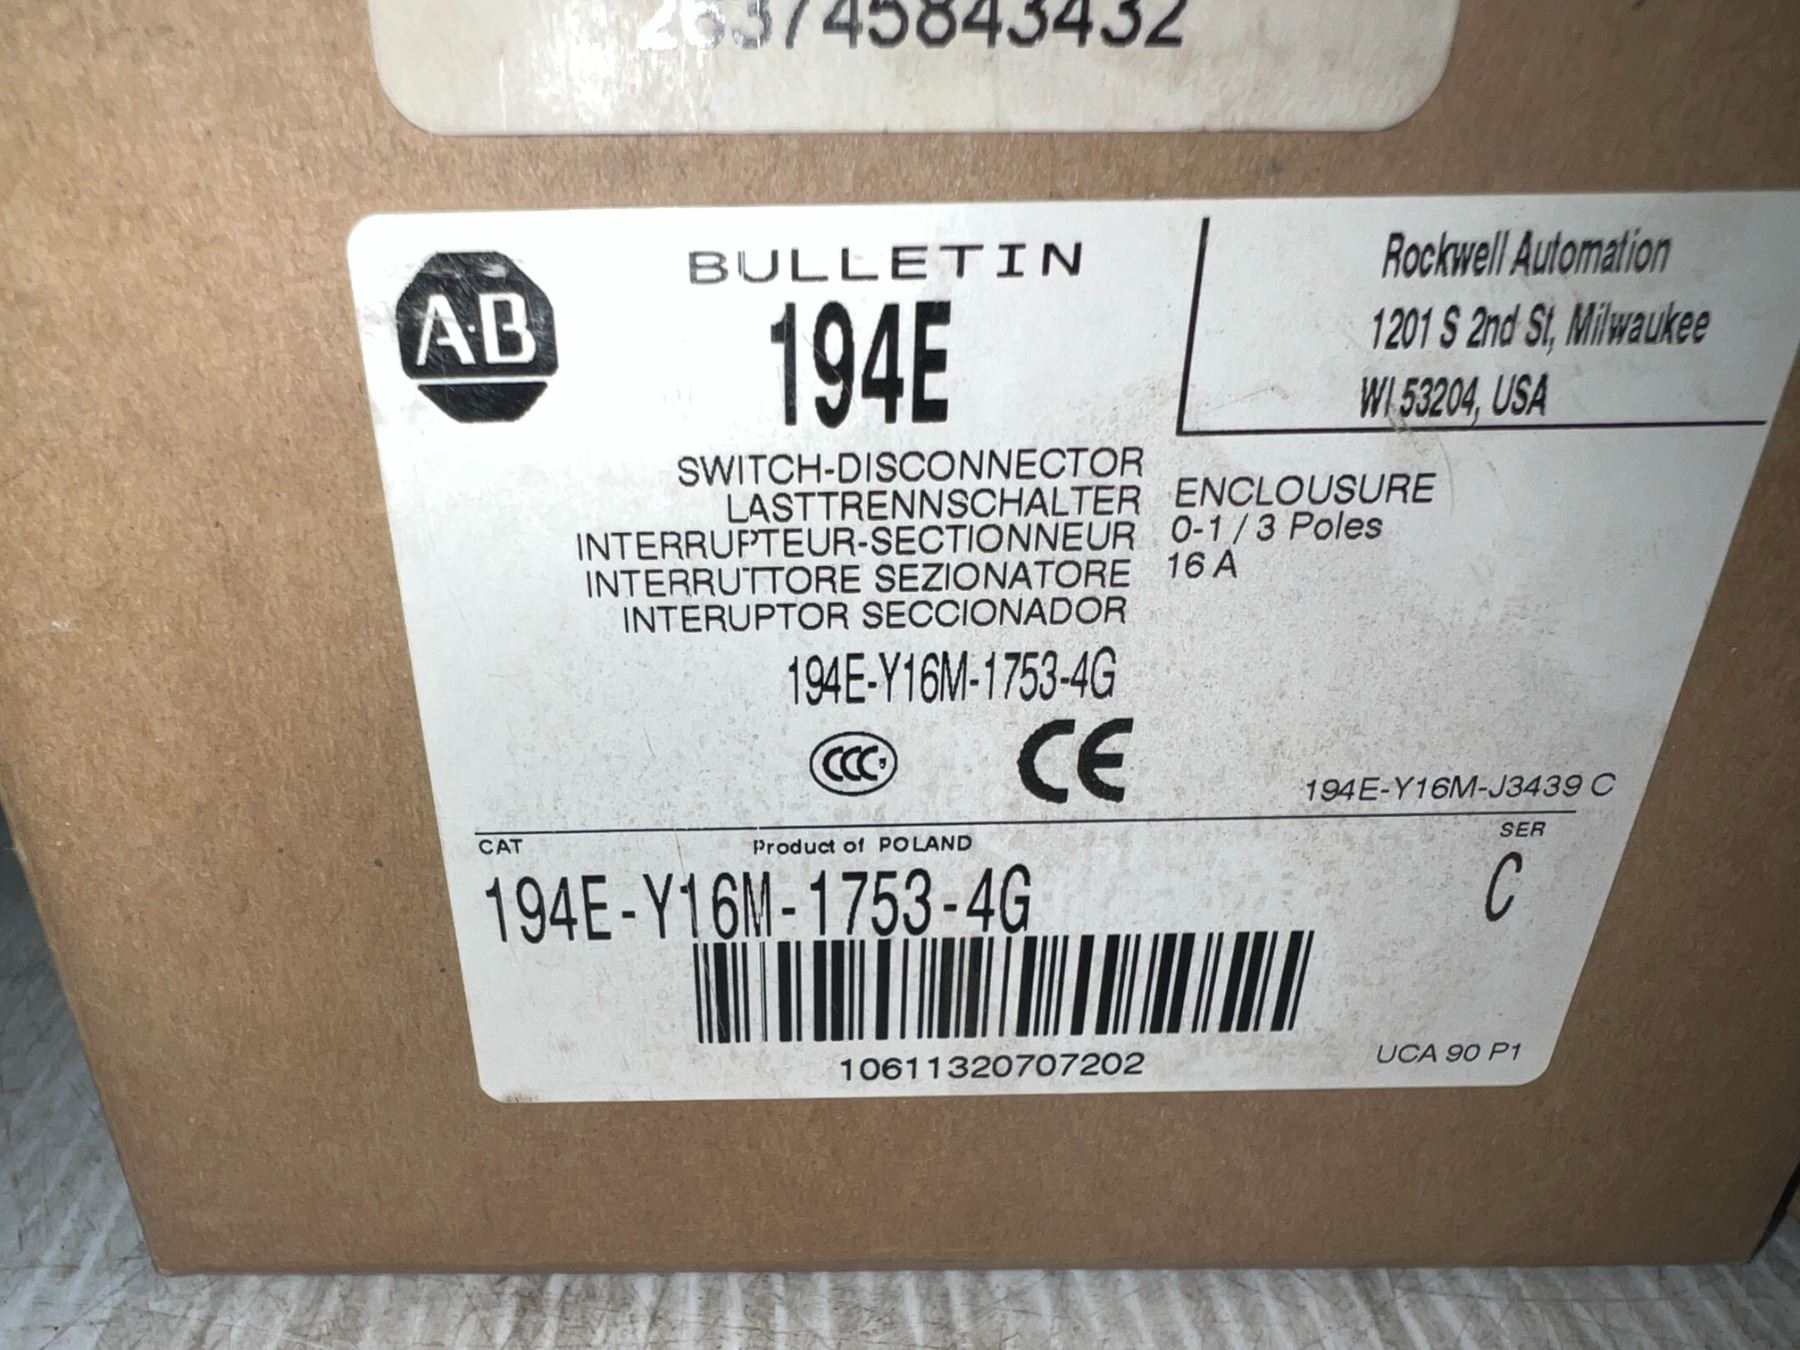 263745843432
A-B
BULLETIN
194E
Rockwell Automation
1201 S 2nd St, Milwaukee
WI 53204, USA
SWITCH-DISCONNECTOR
LASTTRENNSCHALTER
INTERRUPTEUR-SECTIONNEUR
INTERRUTTORE SEZIONATORE
INTERUPTOR SECCIONADOR
ENCLOUSURE
0-1 / 3 Poles
16 A
194E-Y16M-1753-4G
CCC
CE
194E-Y16M-J3439 C
CAT
Product of POLAND
SER
194E-Y16M-1753-4G
C
10611320707202
UCA 90 P1